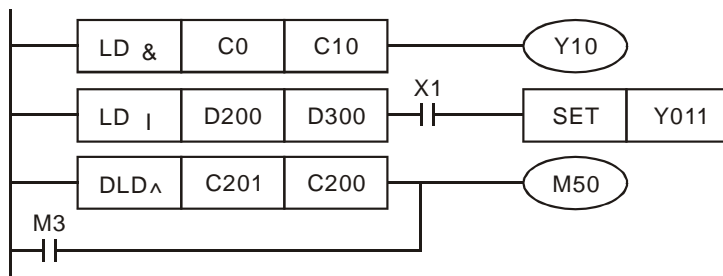 LD & C0 C10 Y10
X1
LD | D200 D300 SET Y011
DLD^ C201 C200 M50
M3